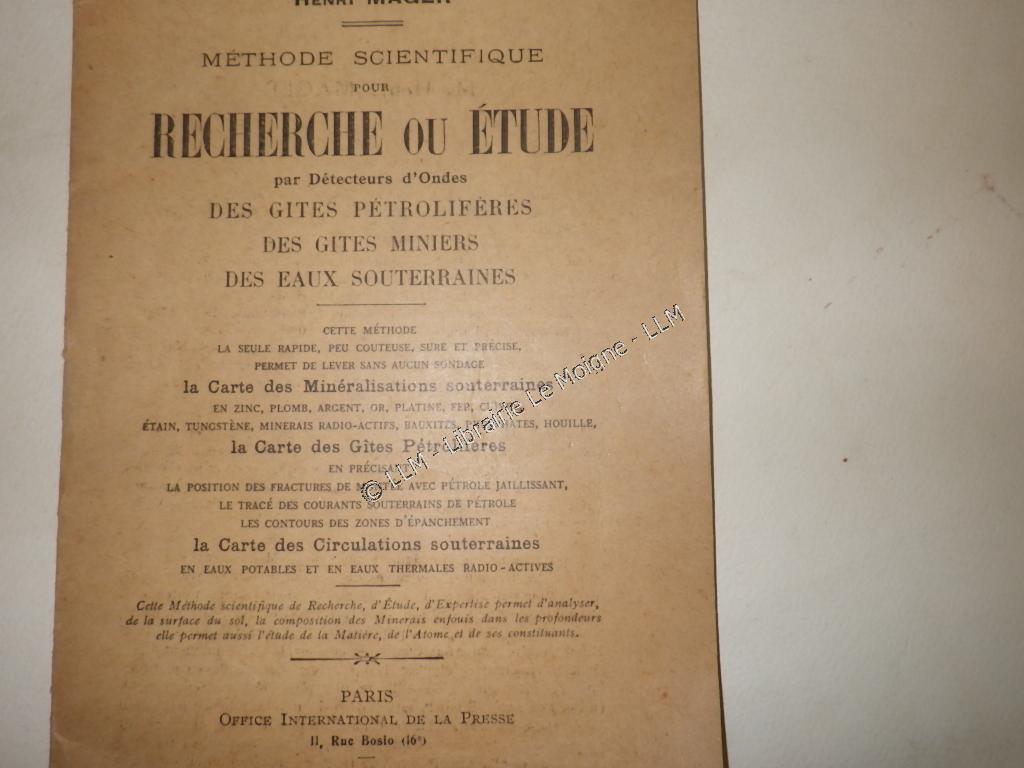 HENRI MAGER
MÉTHODE SCIENTIFIQUE
POUR
RECHERCHE OU ÉTUDE
par Détecteurs d'Ondes
DES GITES PÉTROLIFÈRES
DES GITES MINIERS
DES EAUX SOUTERRAINES
CETTE MÉTHODE
LA SEULE RAPIDE, PEU COUTEUSE, SURE ET PRÉCISE,
PERMET DE LEVER SANS AUCUN SONDAGE
la Carte des Minéralisations souterraines
EN ZINC, PLOMB, ARGENT, OR, PLATINE, FER,
ÉTAIN, TUNGSTÈNE, MINERAIS RADIO-ACTIFS, BAUXITES, PHOSPHATES, HOUILLE,
la Carte des Gîtes Pétrolifères
EN PRÉCISANT
LA POSITION DES FRACTURES DE MONTÉE AVEC PÉTROLE JAILLISSANT,
LE TRACÉ DES COURANTS SOUTERRAINS DE PÉTROLE
LES CONTOURS DES ZONES D'ÉPANCHEMENT
la Carte des Circulations souterraines
EN EAUX POTABLES ET EN EAUX THERMALES RADIO-ACTIVES
Cette Méthode scientifique de Recherche, d'Étude, d'Expertise permet d'analyser,
de la surface du sol, la composition des Minerais enfouis dans les profondeurs
elle permet aussi l'étude de la Matière, de l'Atome et de ses constituants.
PARIS
OFFICE INTERNATIONAL DE LA PRESSE
11, Rue Bosio (16e)
© LLM - Librairie Le Moigne - LLM